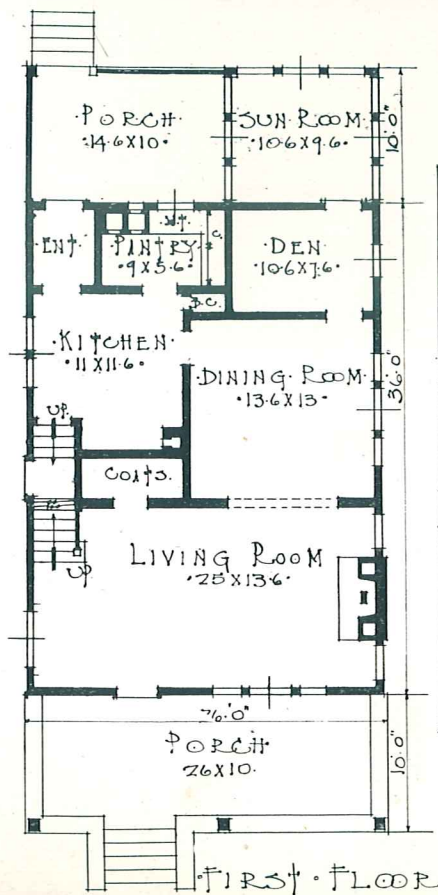 PORCH
14.6X10
SUN ROOM
10.6X9.6
10'.0"
ENT.
W.T.
C.
PANTRY
9X5.6
DEN
10.6X7.6
B.C.
KITCHEN
11X11.6
DINING ROOM
13.6X13
36'.0"
UP.
COATS.
LIVING ROOM
25X13.6
UP
26'.0"
PORCH
26X10.
10'.0"
FIRST FLOOR